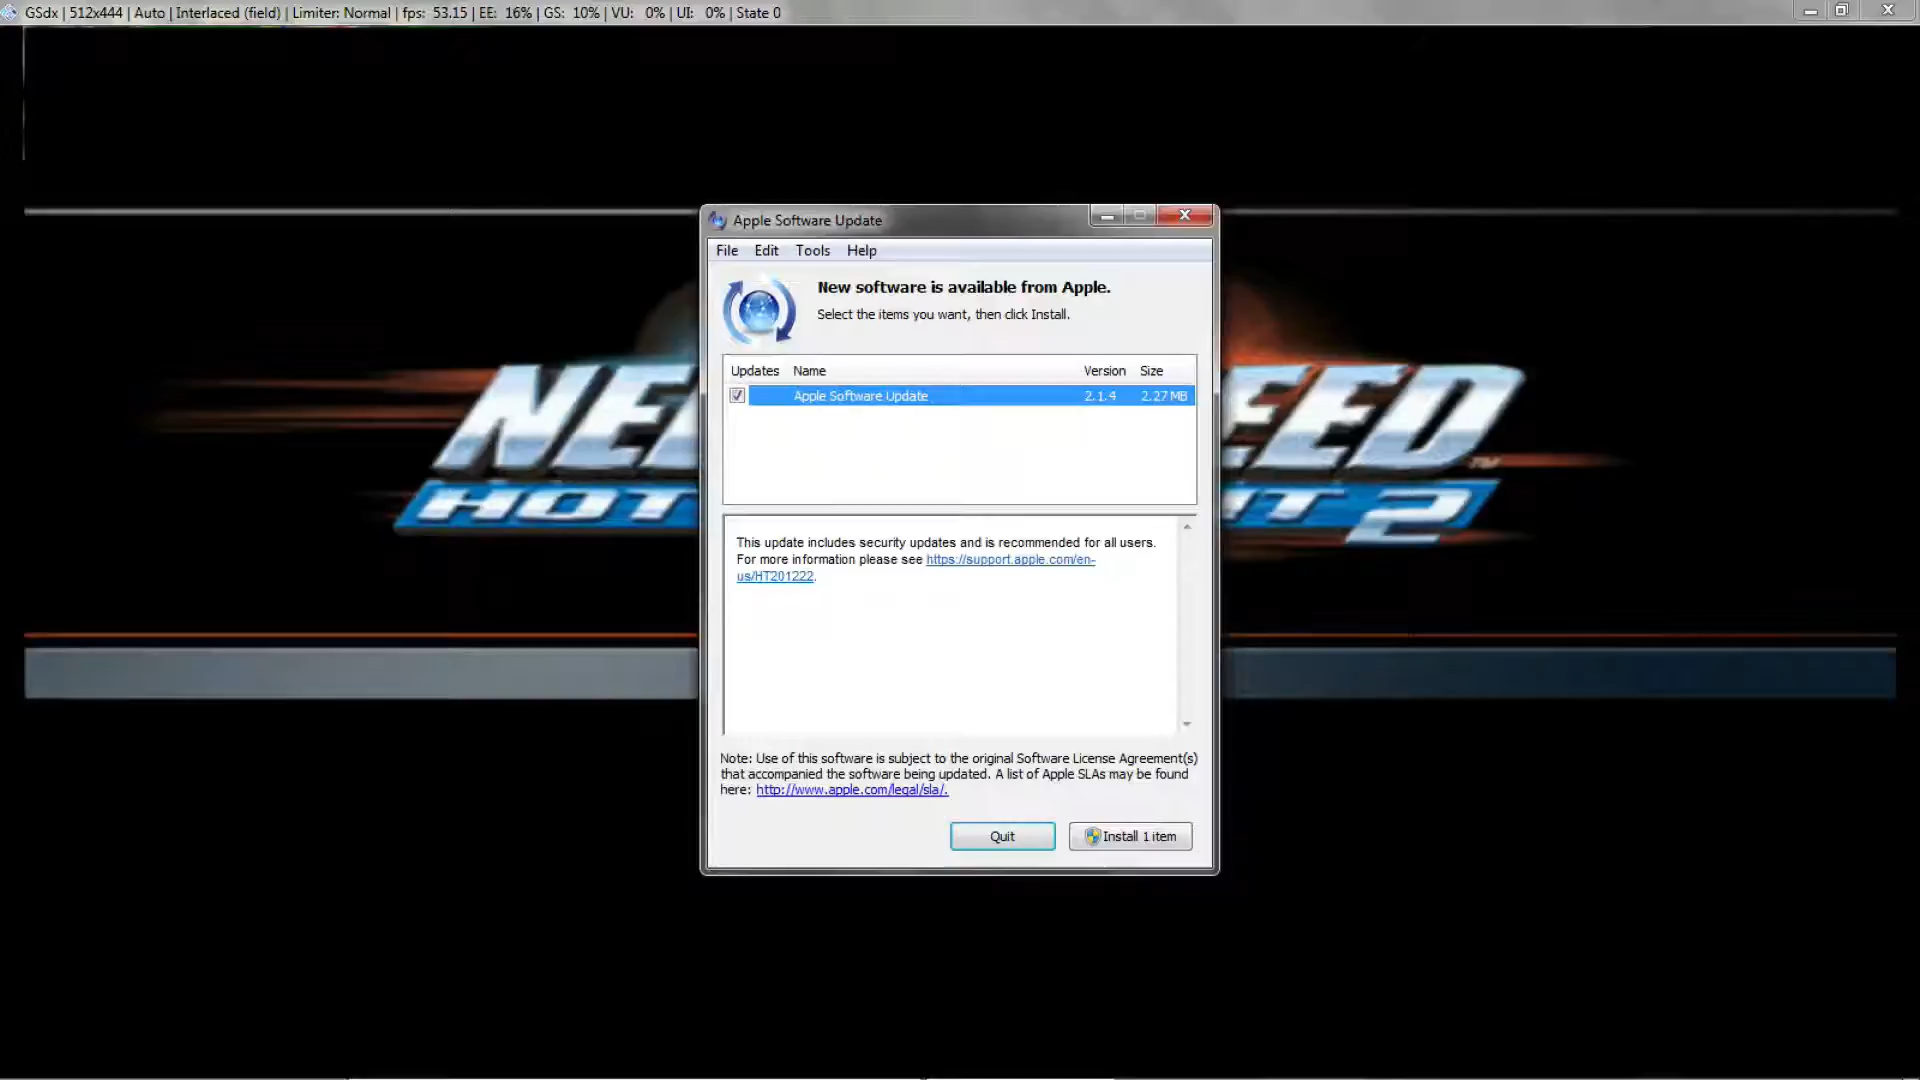 GSdx | 512x444 | Auto | Interlaced (field) | Limiter: Normal | fps: 53.15 | EE: 16% | GS: 10% | VU: 0% | UI: 0% | State 0
Apple Software Update
File Edit Tools Help
New software is available from Apple.
Select the items you want, then click Install.
Updates Name Version Size
Apple Software Update 2.1.4 2.27 MB
NEE EED™
HOT IT 2
This update includes security updates and is recommended for all users.
For more information please see https://support.apple.com/en-
us/HT201222.
Note: Use of this software is subject to the original Software License Agreement(s)
that accompanied the software being updated. A list of Apple SLAs may be found
here: http://www.apple.com/legal/sla/.
Quit Install 1 item